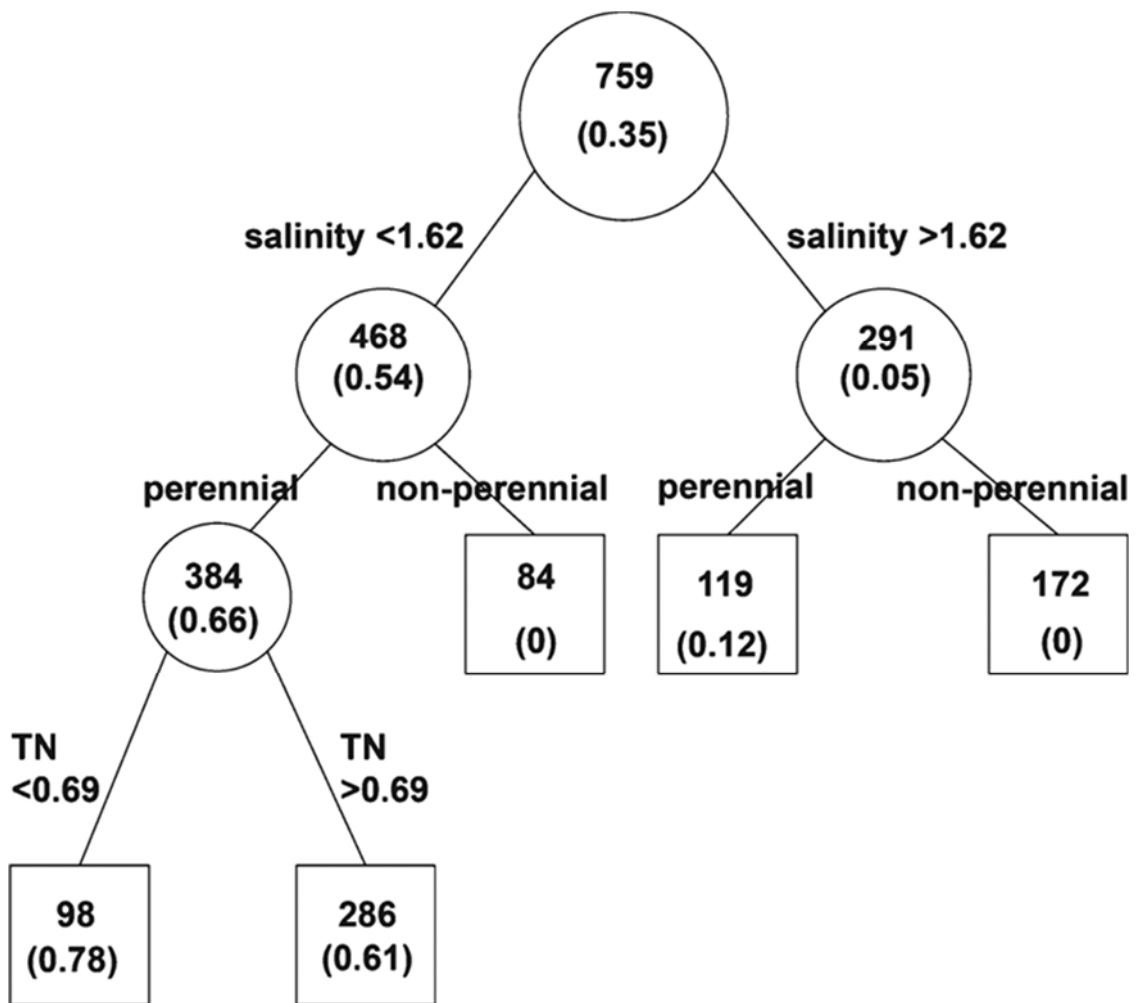 759
(0.35)
salinity <1.62
salinity >1.62
468
(0.54)
291
(0.05)
perennial
non-perennial
perennial
non-perennial
384
(0.66)
84
(0)
119
(0.12)
172
(0)
TN
<0.69
TN
>0.69
98
(0.78)
286
(0.61)